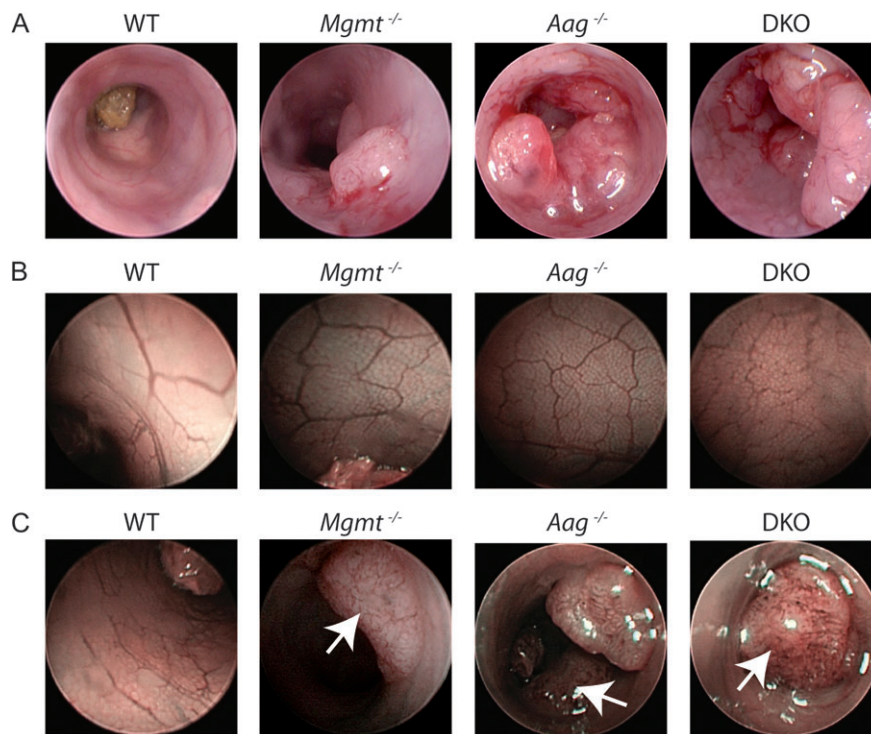 A WT Mgmt -/- Aag -/- DKO
B WT Mgmt -/- Aag -/- DKO
C WT Mgmt -/- Aag -/- DKO